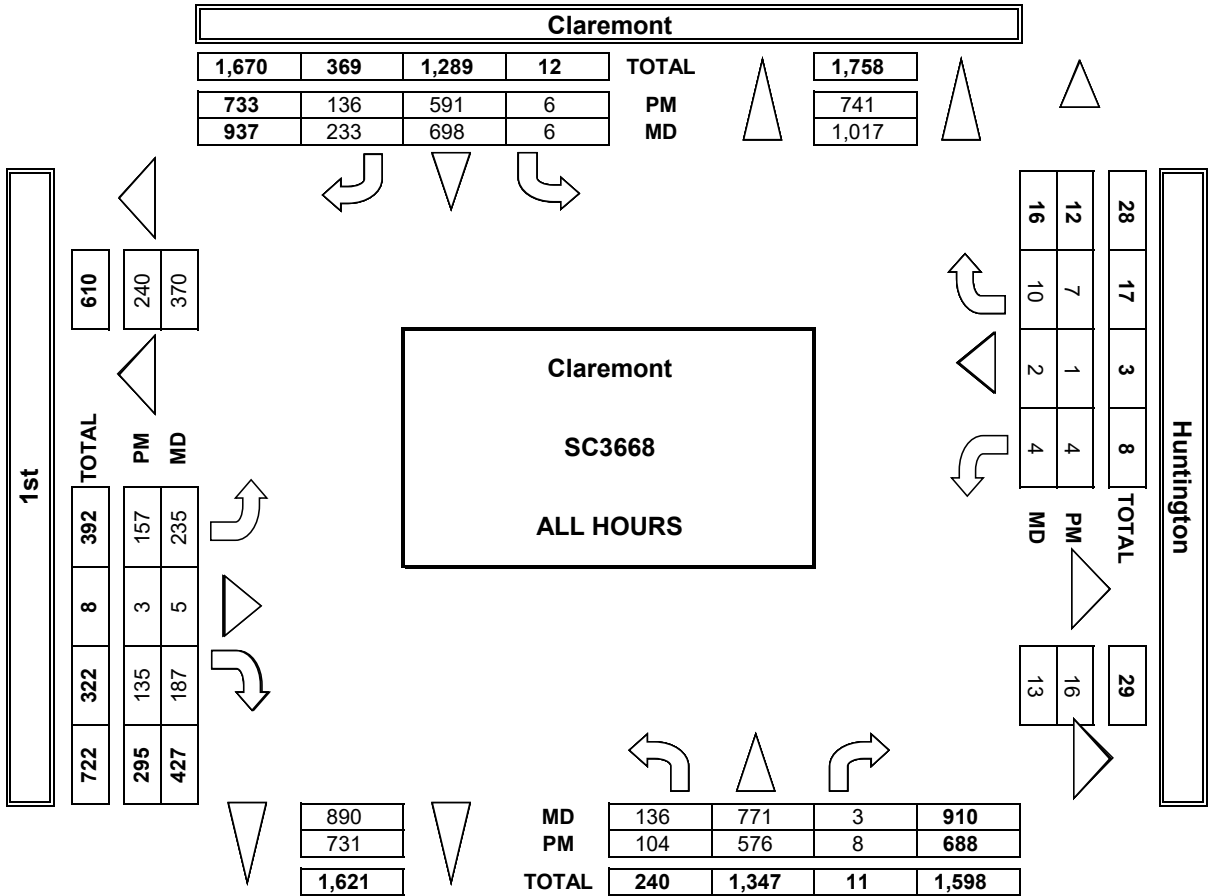 Claremont
1,670 369 1,289 12 TOTAL 1,758
733 136 591 6 PM 741
937 233 698 6 MD 1,017
1st
610
240
370
TOTAL
PM
MD
392 157 235
8 3 5
322 135 187
722 295 427
Claremont
SC3668
ALL HOURS
16 12 28
10 7 17
2 1 3
4 4 8
MD PM TOTAL
13 16 29
Huntington
890 MD 136 771 3 910
731 PM 104 576 8 688
1,621 TOTAL 240 1,347 11 1,598